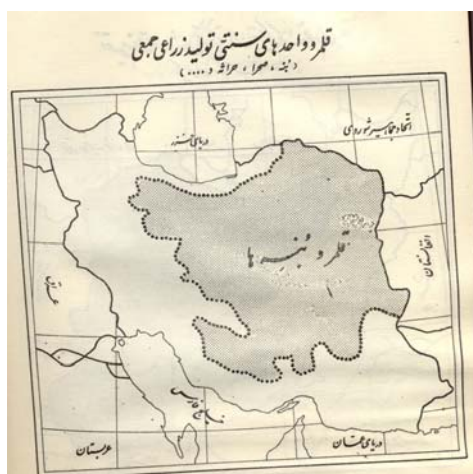 قلمرو واحدهای سنتی تولید زراعی جمعی
(بنه ، صحرا ، حراثه و ....)
اتحاد جماهیر شوروی
دریای خزر
قلمرو بُنه ها
افغانستان
عراق
خلیج فارس
عربستان
دریای عمان